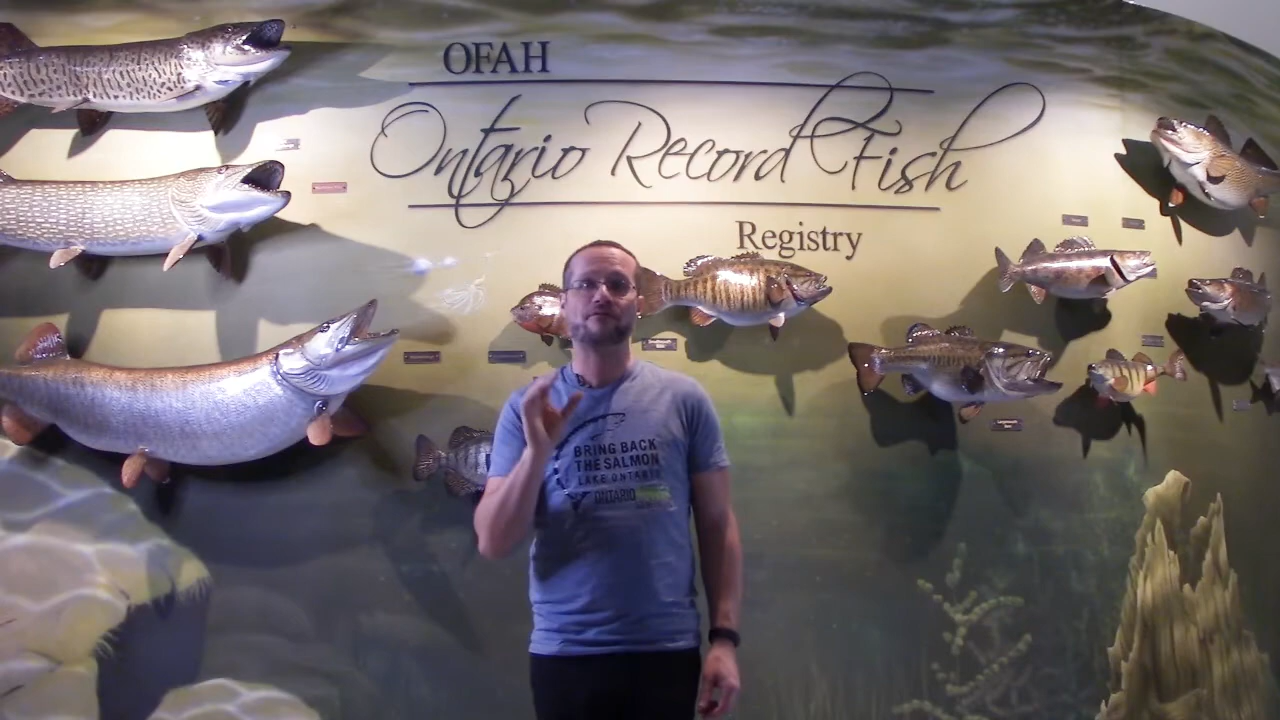 OFAH
Ontario Record Fish
Registry
BRING BACK
THE SALMON
LAKE ONTARIO
ONTARIO